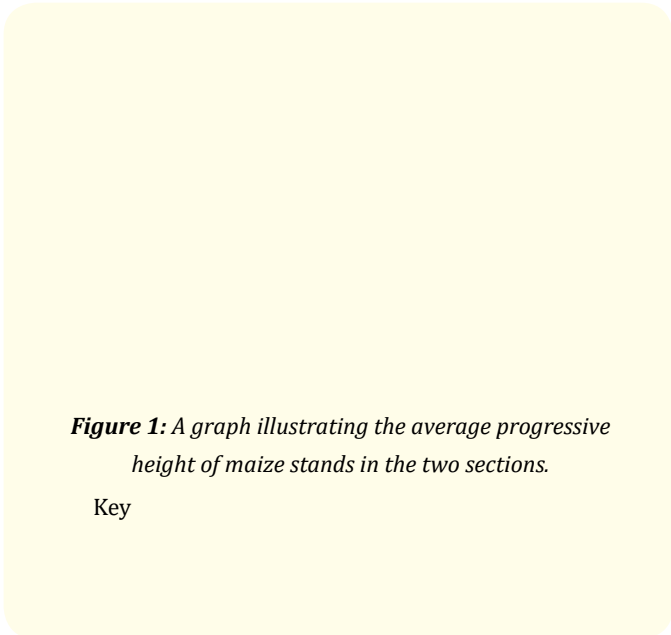 Figure 1: A graph illustrating the average progressive
height of maize stands in the two sections.
Key